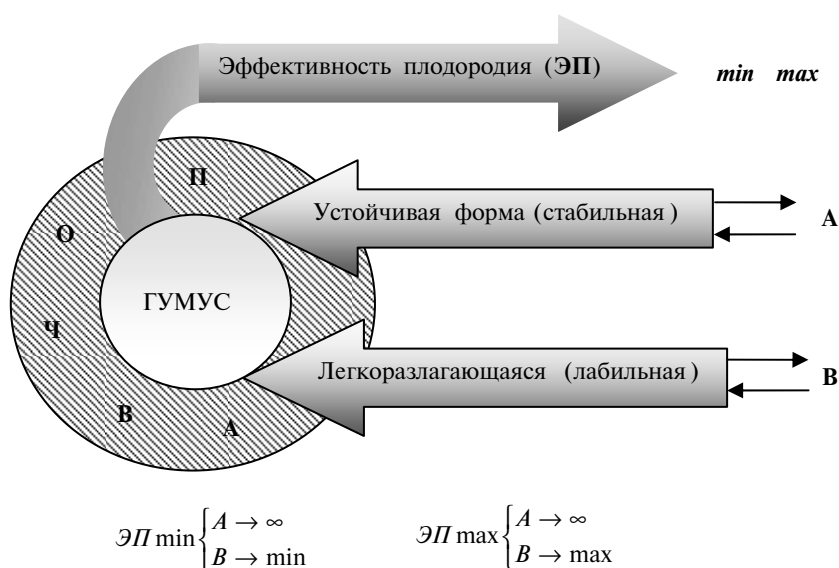 Эффективность плодородия (ЭП)
min max
П
О
Ч
В
А
Устойчивая форма (стабильная)
А
ГУМУС
Легкоразлагающаяся (лабильная)
В
ЭП min { A → ∞
B → min
ЭП max { A → ∞
B → max